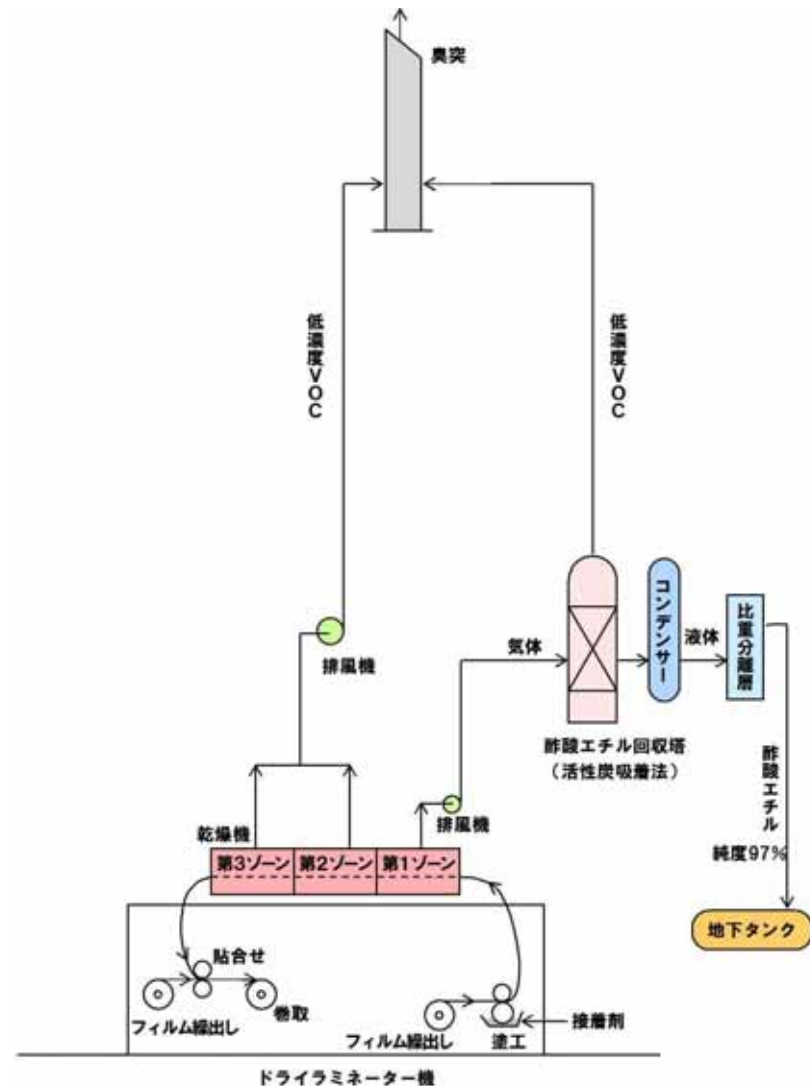 臭突
低濃度VOC
低濃度VOC
排風機
気体
コンデンサー
液体
比重分離層
酢酸エチル回収塔
（活性炭吸着法）
酢酸エチル
純度97%
排風機
乾燥機
第3ゾーン
第2ゾーン
第1ゾーン
地下タンク
貼合せ
巻取
フィルム繰出し
フィルム繰出し
塗工
接着剤
ドライラミネーター機